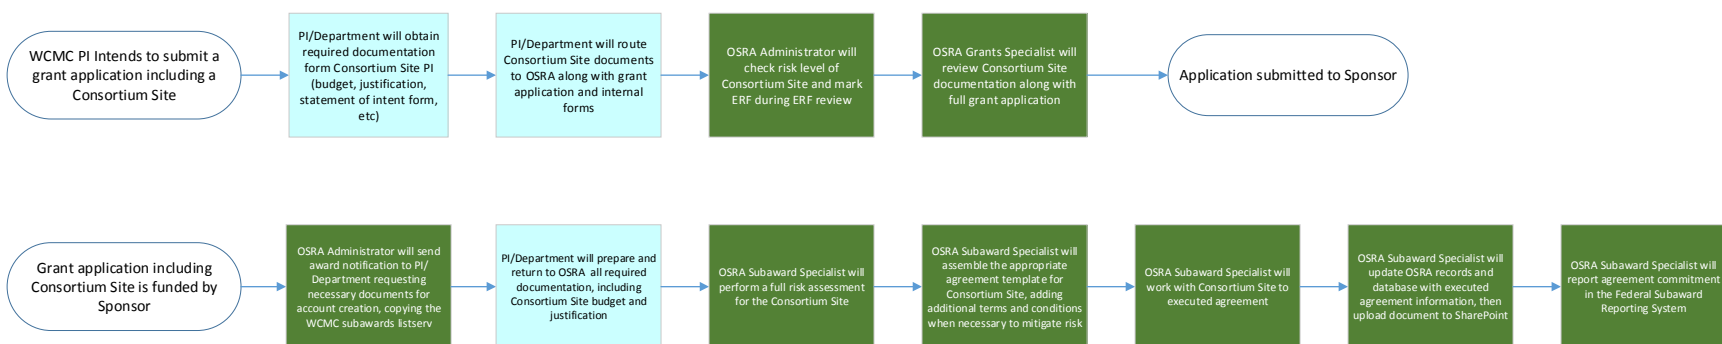 WCMC PI Intends to submit a
grant application including a
Consortium Site
PI/Department will obtain
required documentation
form Consortium Site PI
(budget, justification,
statement of intent form,
etc)
PI/Department will route
Consortium Site documents
to OSRA along with grant
application and internal
forms
OSRA Administrator will
check risk level of
Consortium Site and mark
ERF during ERF review
OSRA Grants Specialist will
review Consortium Site
documentation along with
full grant application
Application submitted to Sponsor
Grant application including
Consortium Site is funded by
Sponsor
OSRA Administrator will send
award notification to PI/
Department requesting
necessary documents for
account creation, copying the
WCMC subawards listserv
PI/Department will prepare and
return to OSRA all required
documentation, including
Consortium Site budget and
justification
OSRA Subaward Specialist will
perform a full risk assessment
for the Consortium Site
OSRA Subaward Specialist will
assemble the appropriate
agreement template for
Consortium Site, adding
additional terms and conditions
when necessary to mitigate risk
OSRA Subaward Specialist will
work with Consortium Site to
executed agreement
OSRA Subaward Specialist will
update OSRA records and
database with executed
agreement information, then
upload document to SharePoint
OSRA Subaward Specialist will
report agreement commitment
in the Federal Subaward
Reporting System